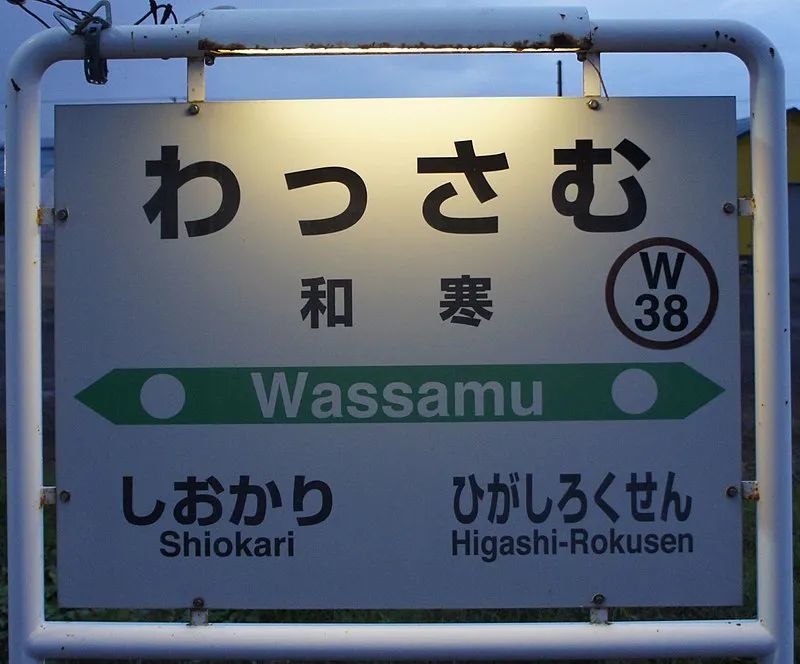 わっさむ
和寒
W
38
Wassamu
しおかり ひがしろくせん
Shiokari Higashi-Rokusen